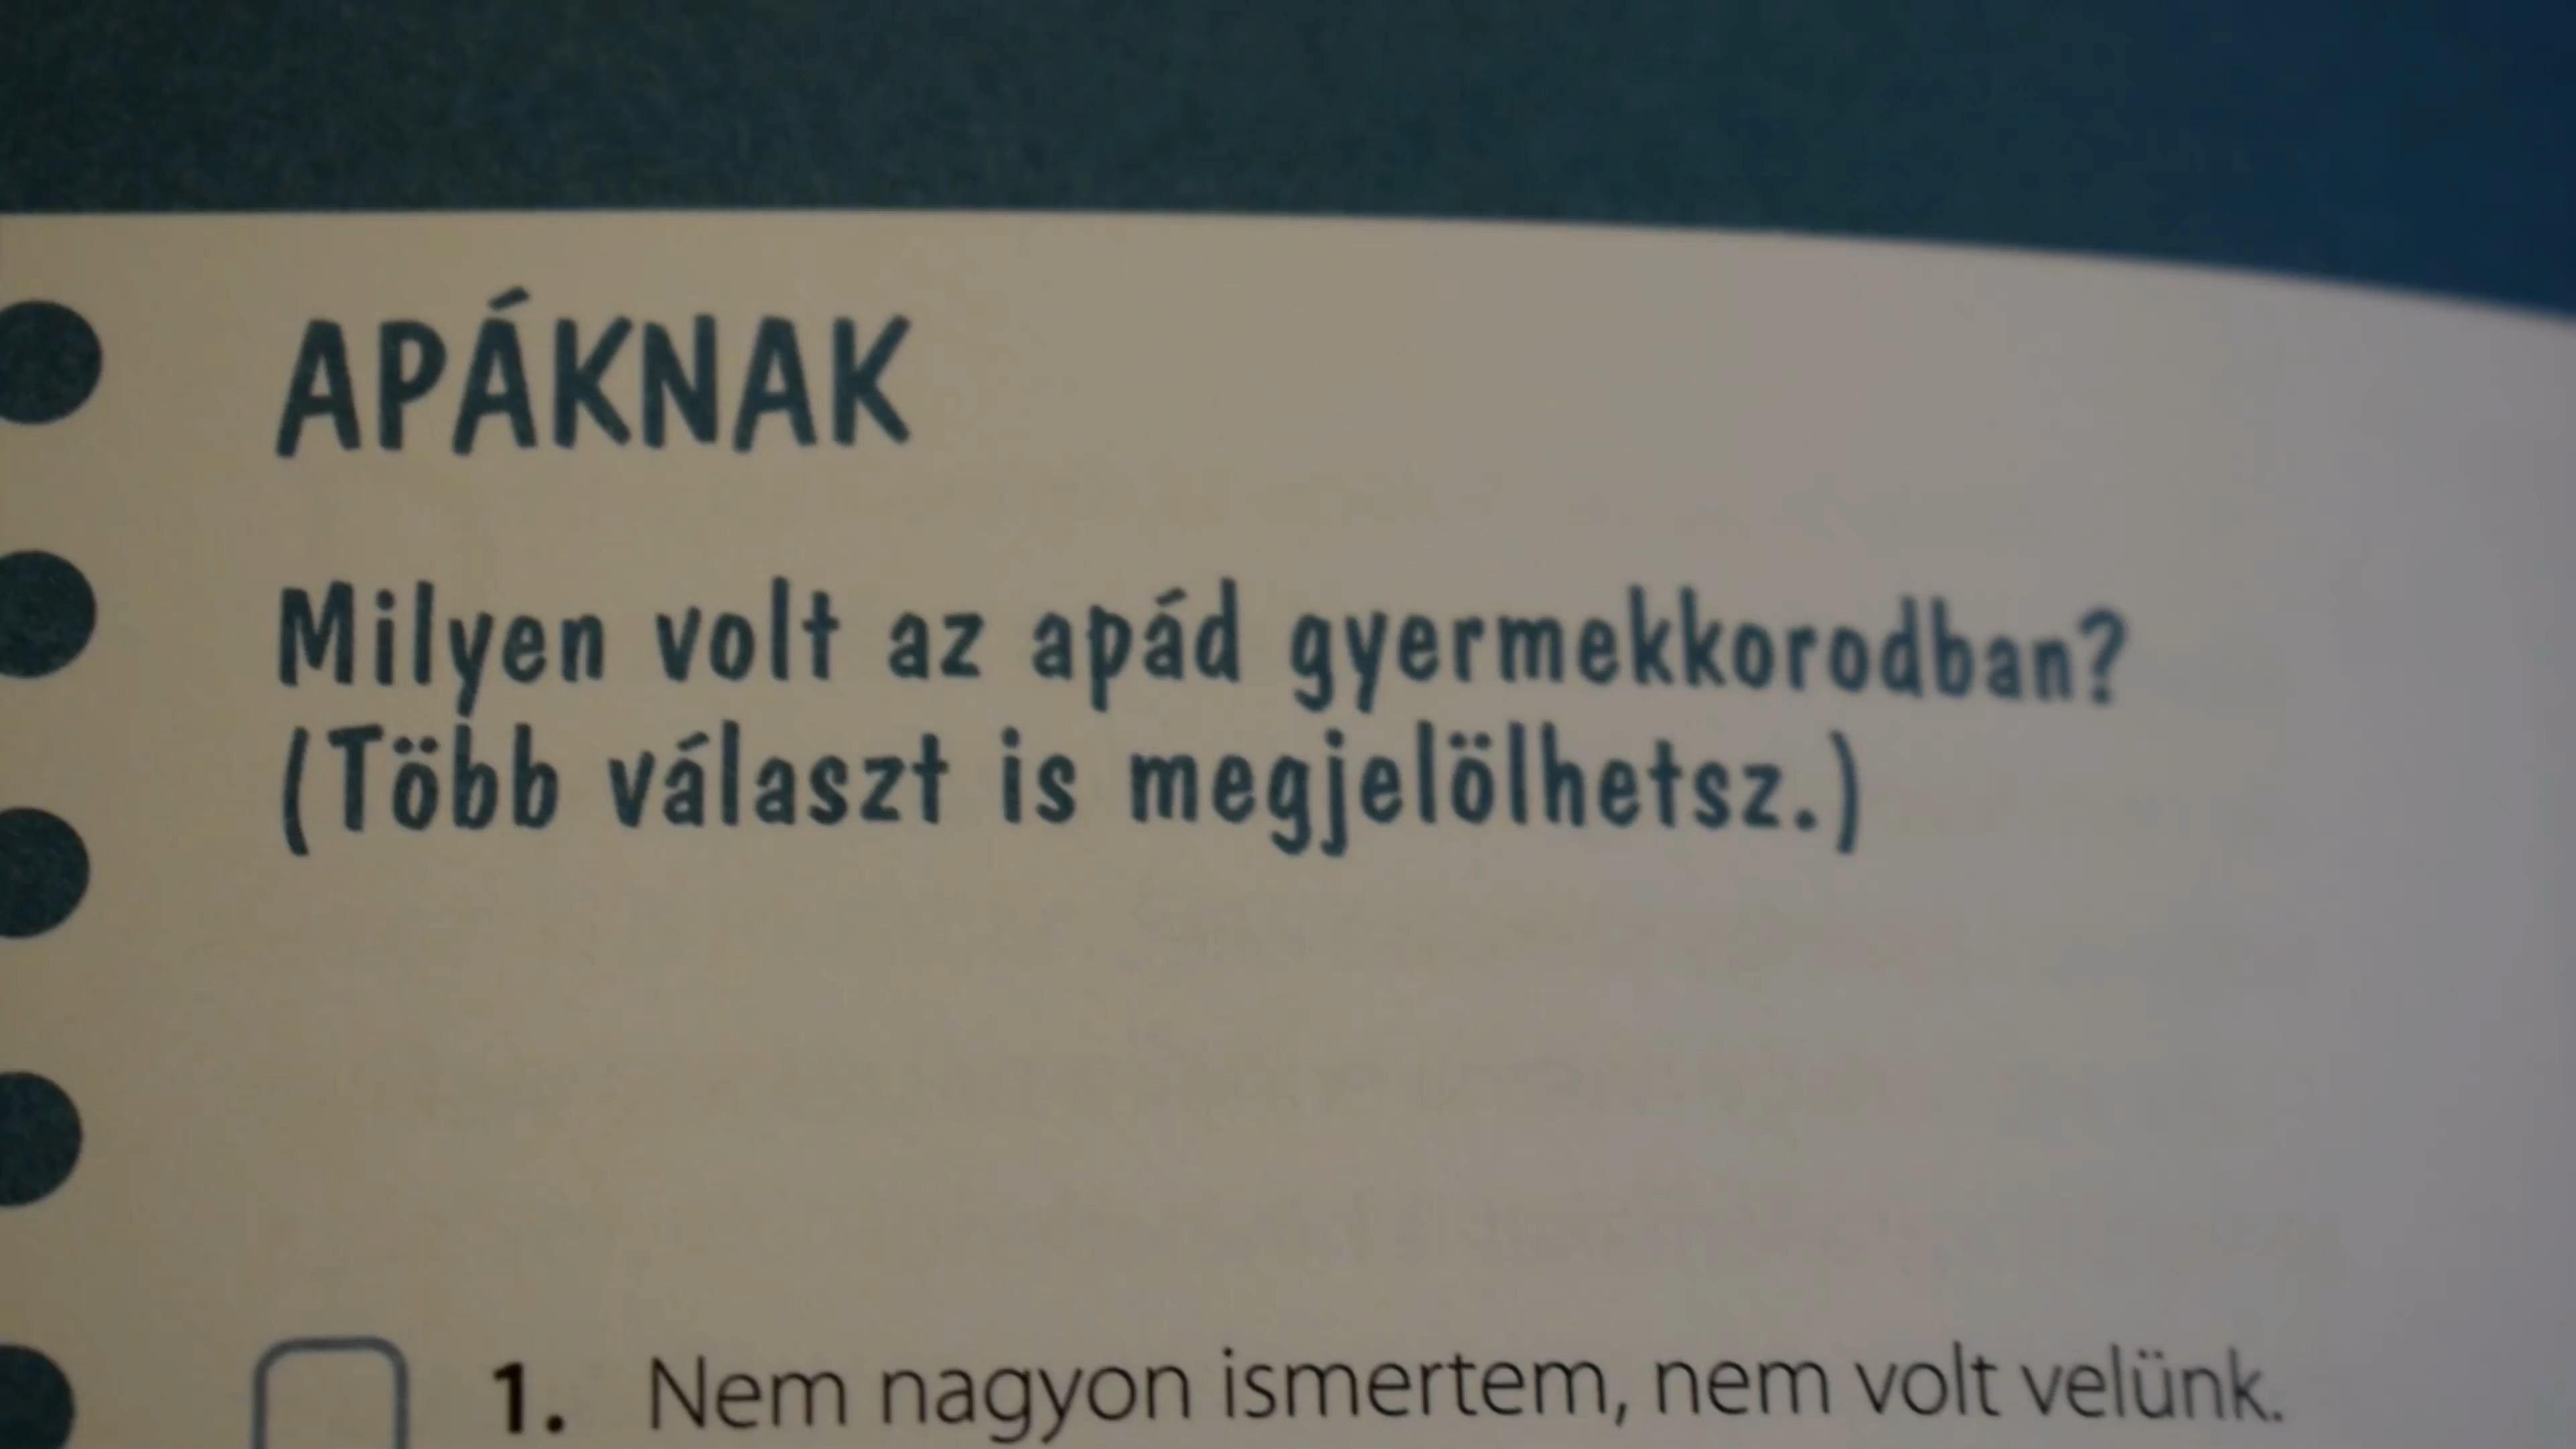 APÁKNAK
Milyen volt az apád gyermekkorodban?
(Több választ is megjelölhetsz.)
1. Nem nagyon ismertem, nem volt velünk.